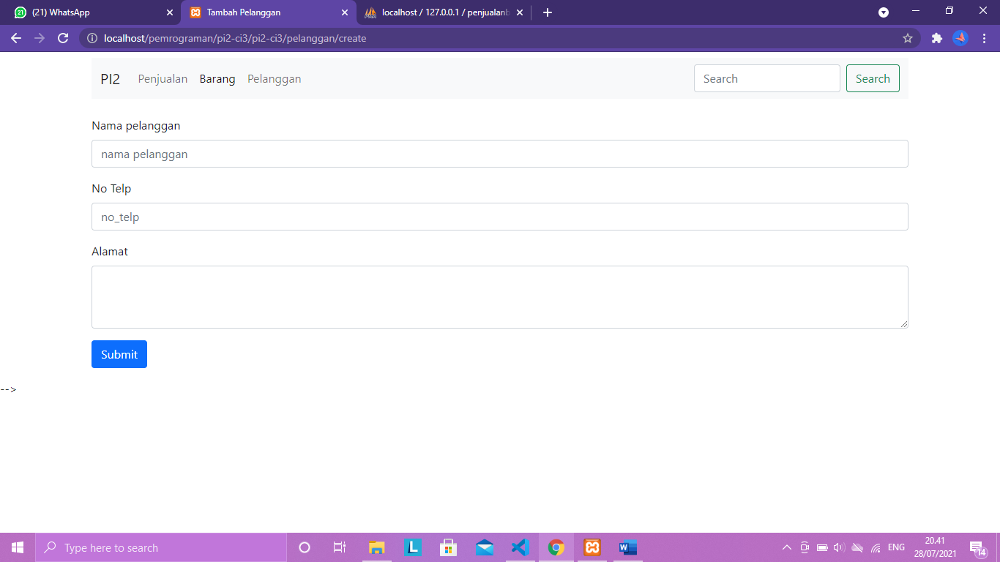 (21) WhatsApp
Tambah Pelanggan
localhost / 127.0.0.1 / penjualanb
localhost/pemrograman/pi2-ci3/pi2-ci3/pelanggan/create
PI2 Penjualan Barang Pelanggan Search Search
Nama pelanggan
nama pelanggan
No Telp
no_telp
Alamat
Submit
-->
Type here to search
ENG
20.41
28/07/2021
14